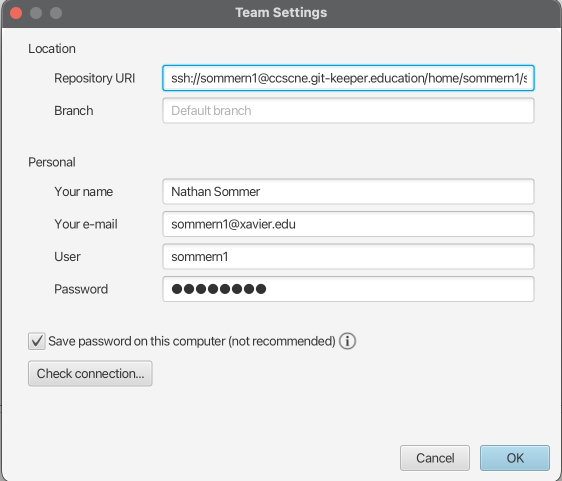 Team Settings
Location
Repository URI ssh://sommern1@ccscne.git-keeper.education/home/sommern1/s
Branch Default branch
Personal
Your name Nathan Sommer
Your e-mail sommern1@xavier.edu
User sommern1
Password ●●●●●●●●
Save password on this computer (not recommended)
Check connection...
Cancel OK